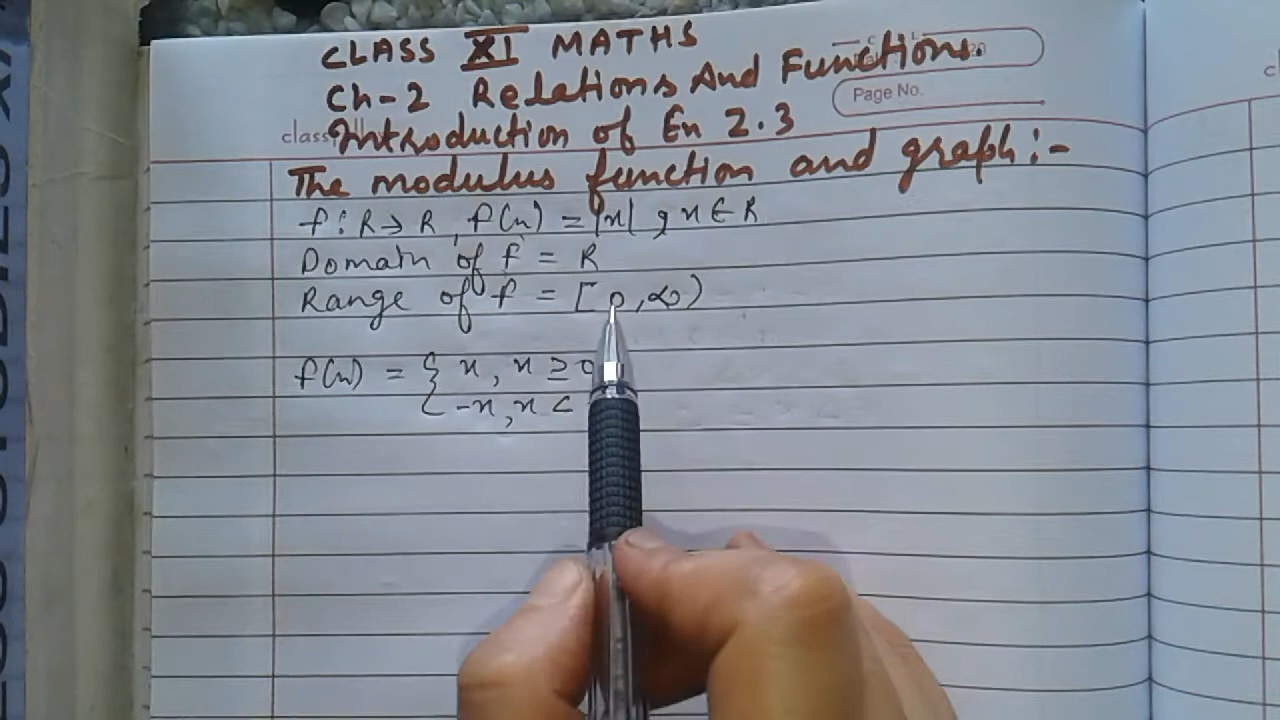 CLASS XI MATHS
Ch-2 Relations And Functions.
Page No.
Introduction of Ex 2.3
The modulus function and graph :-
f : R → R, f(x) = |x| , x ∈ R
Domain of f = R
Range of f = [0, ∞)
f(x) = { x, x ≥ 0
-x, x <